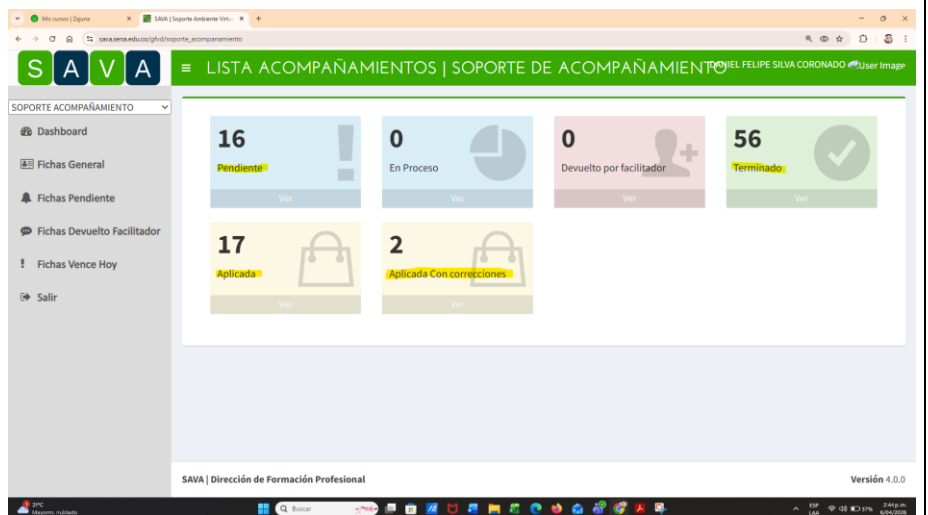 Mis cursos | Zajuna
SAVA | Soporte Ambiente Virtu
sava.sena.edu.co/gfvd/soporte_acompanamiento
S A V A
LISTA ACOMPAÑAMIENTOS | SOPORTE DE ACOMPAÑAMIENTO
DANIEL FELIPE SILVA CORONADO User Image
SOPORTE ACOMPAÑAMIENTO
Dashboard
Fichas General
Fichas Pendiente
Fichas Devuelto Facilitador
Fichas Vence Hoy
Salir
16
Pendiente
Ver
0
En Proceso
Ver
0
Devuelto por facilitador
Ver
56
Terminado
Ver
17
Aplicada
Ver
2
Aplicada Con correcciones
Ver
SAVA | Dirección de Formación Profesional
Versión 4.0.0
21°C
Mayorm. nublado
Buscar
ESP
LAA
37%
2:44 p.m.
6/04/2026